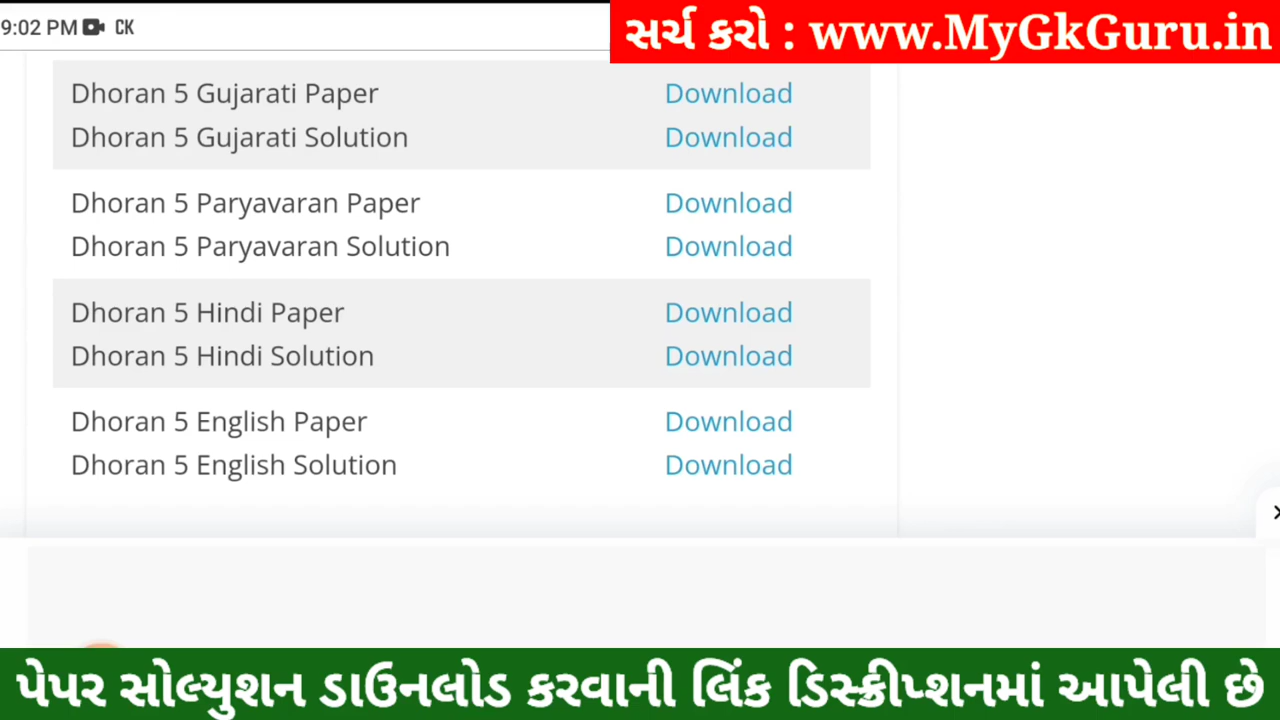 9:02 PM CK
સર્ચ કરો : www.MyGkGuru.in
Dhoran 5 Gujarati Paper Download
Dhoran 5 Gujarati Solution Download
Dhoran 5 Paryavaran Paper Download
Dhoran 5 Paryavaran Solution Download
Dhoran 5 Hindi Paper Download
Dhoran 5 Hindi Solution Download
Dhoran 5 English Paper Download
Dhoran 5 English Solution Download
પેપર સોલ્યુશન ડાઉનલોડ કરવાની લિંક ડિસ્ક્રીપ્શનમાં આપેલી છે